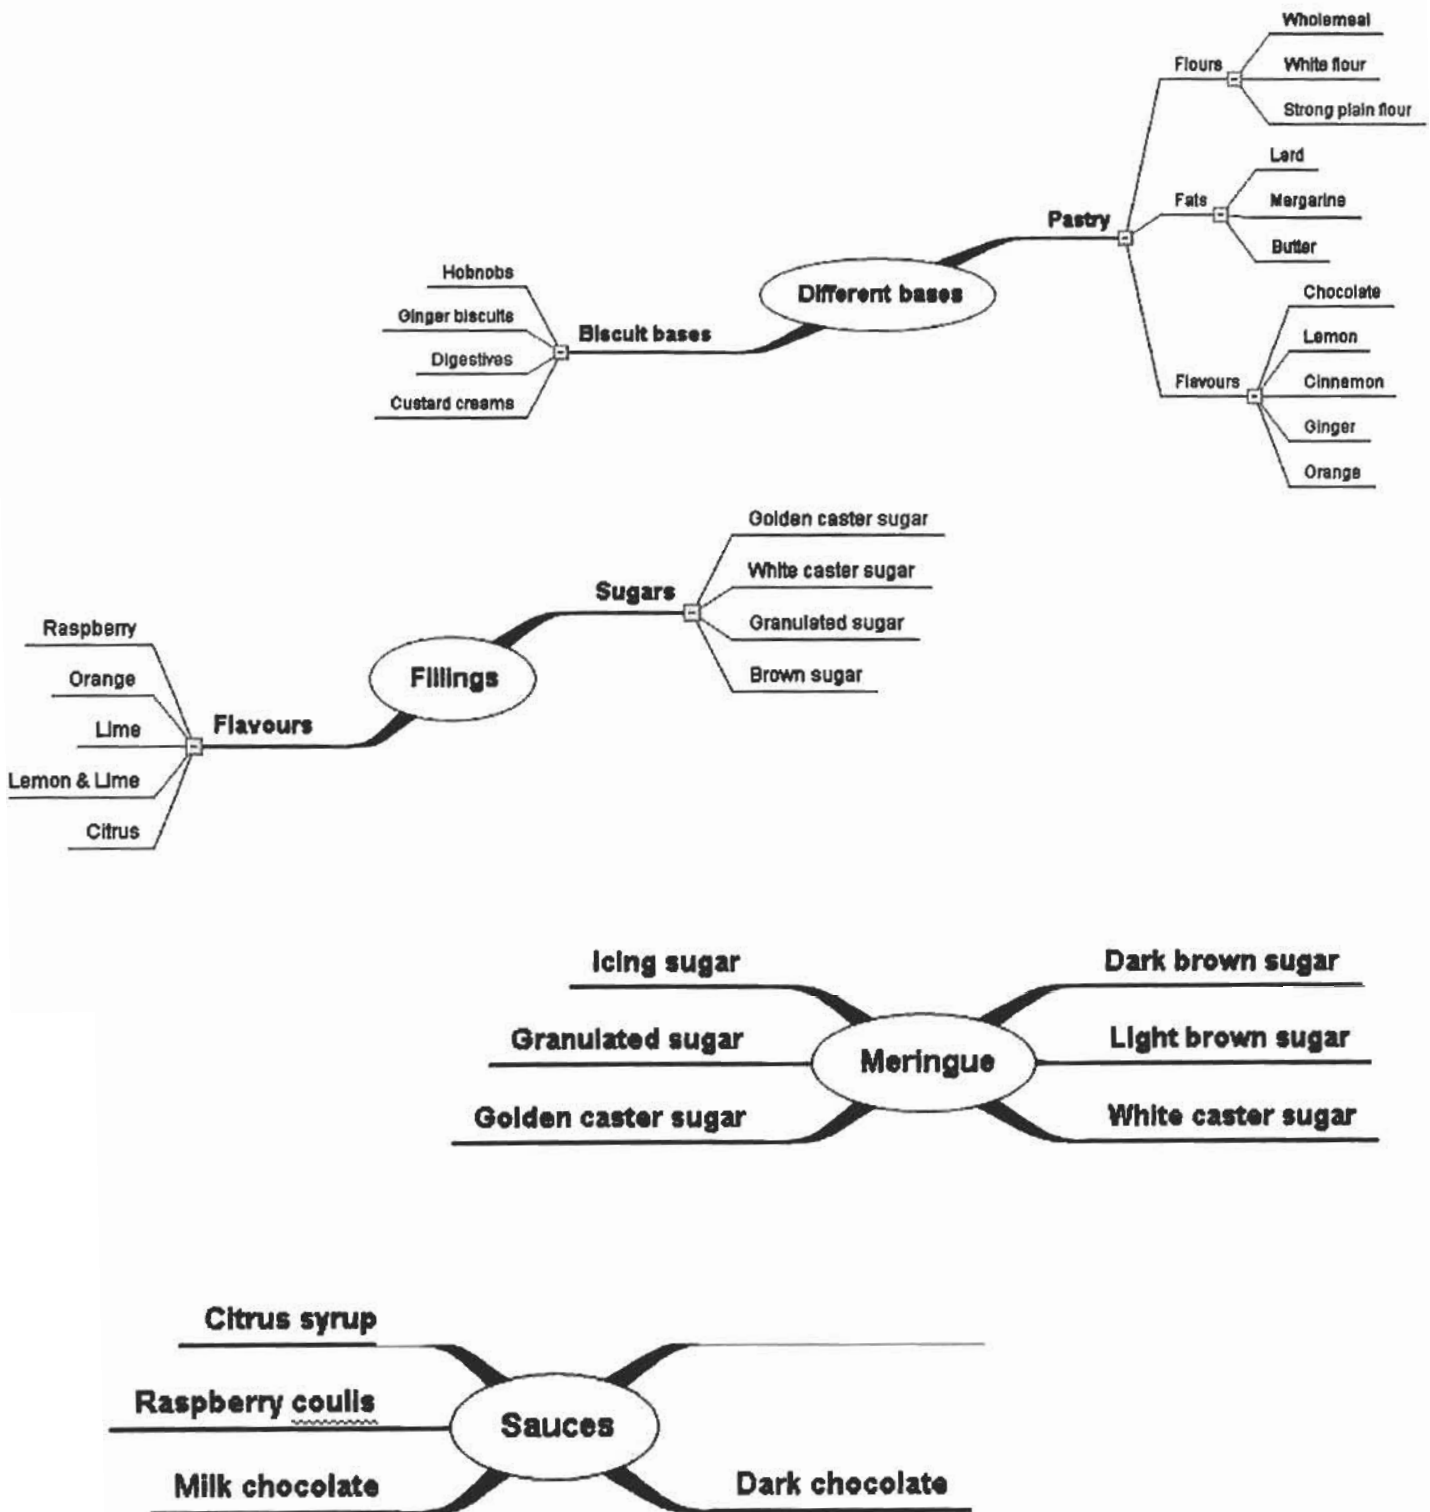 Wholemeal
Flours
White flour
Strong plain flour
Lard
Fats
Margarine
Pastry
Butter
Different bases
Chocolate
Lemon
Flavours
Cinnamon
Ginger
Orange
Hobnobs
Ginger biscuits
Biscuit bases
Digestives
Custard creams
Golden caster sugar
White caster sugar
Sugars
Granulated sugar
Brown sugar
Fillings
Raspberry
Orange
Flavours
Lime
Lemon & Lime
Citrus
Icing sugar
Dark brown sugar
Granulated sugar
Meringue
Light brown sugar
Golden caster sugar
White caster sugar
Citrus syrup
Raspberry coulis
Sauces
Milk chocolate
Dark chocolate